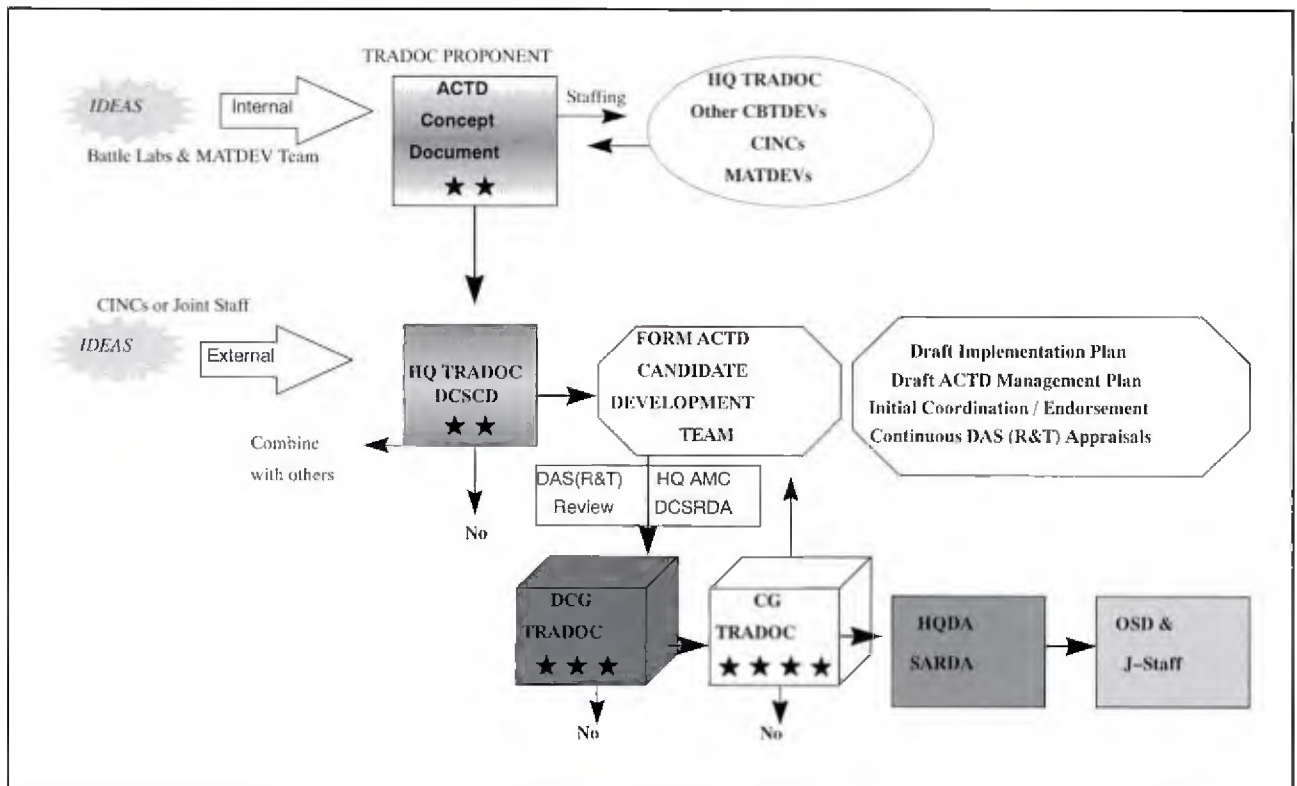 TRADOC PROPONENT
IDEAS
Internal
Battle Labs & MATDEV Team
ACTD
Concept
Document
Staffing
HQ TRADOC
Other CBTDEVs
CINCs
MATDEVs
CINCs or Joint Staff
IDEAS
External
HQ TRADOC
DCSCD
Combine
with others
No
FORM ACTD
CANDIDATE
DEVELOPMENT
TEAM
Draft Implementation Plan
Draft ACTD Management Plan
Initial Coordination / Endorsement
Continuous DAS (R&T) Appraisals
DAS(R&T)
Review
HQ AMC
DCSRDA
DCG
TRADOC
No
CG
TRADOC
No
HQDA
SARDA
OSD &
J-Staff